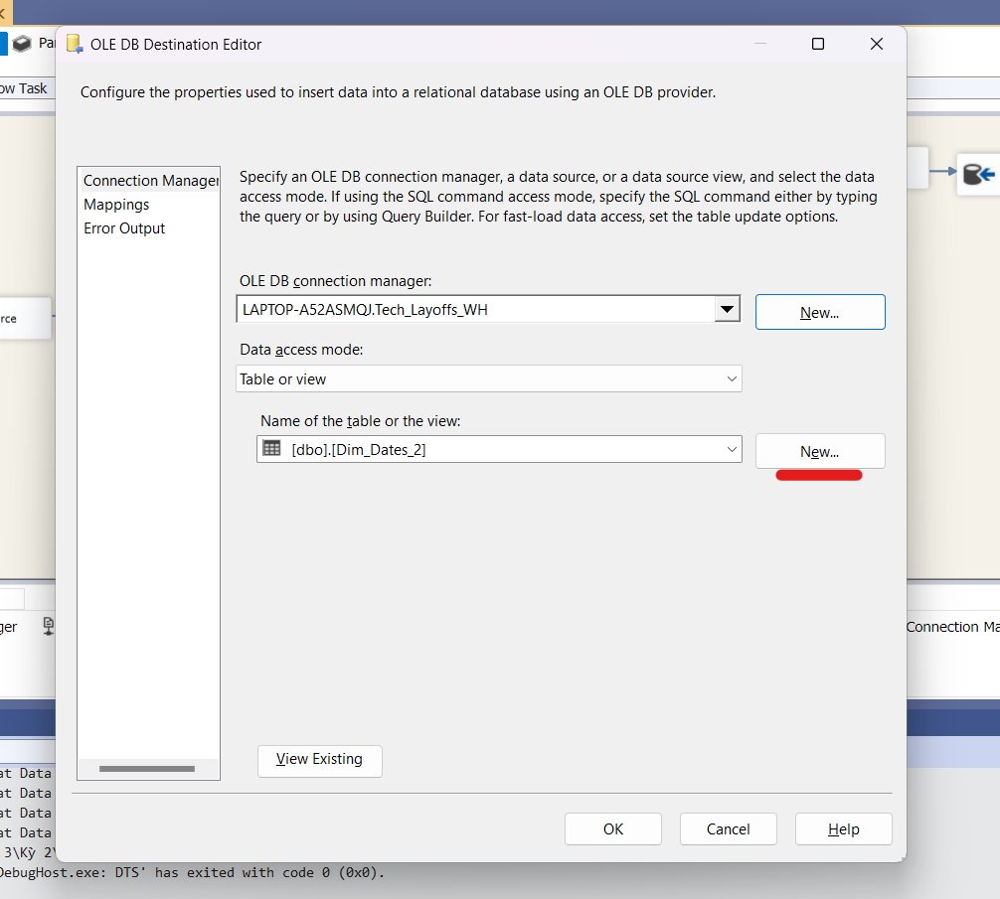 OLE DB Destination Editor
ow Task
Configure the properties used to insert data into a relational database using an OLE DB provider.
Connection Manager
Mappings
Error Output
Specify an OLE DB connection manager, a data source, or a data source view, and select the data
access mode. If using the SQL command access mode, specify the SQL command either by typing
the query or by using Query Builder. For fast-load data access, set the table update options.
OLE DB connection manager:
LAPTOP-A52ASMQJ.Tech_Layoffs_WH
New...
Data access mode:
Table or view
Name of the table or the view:
[dbo].[Dim_Dates_2]
New...
rce
ger
Connection Ma
View Existing
OK
Cancel
Help
at Data
at Data
at Data
at Data
3\Kỳ 2\
DebugHost.exe: DTS' has exited with code 0 (0x0).